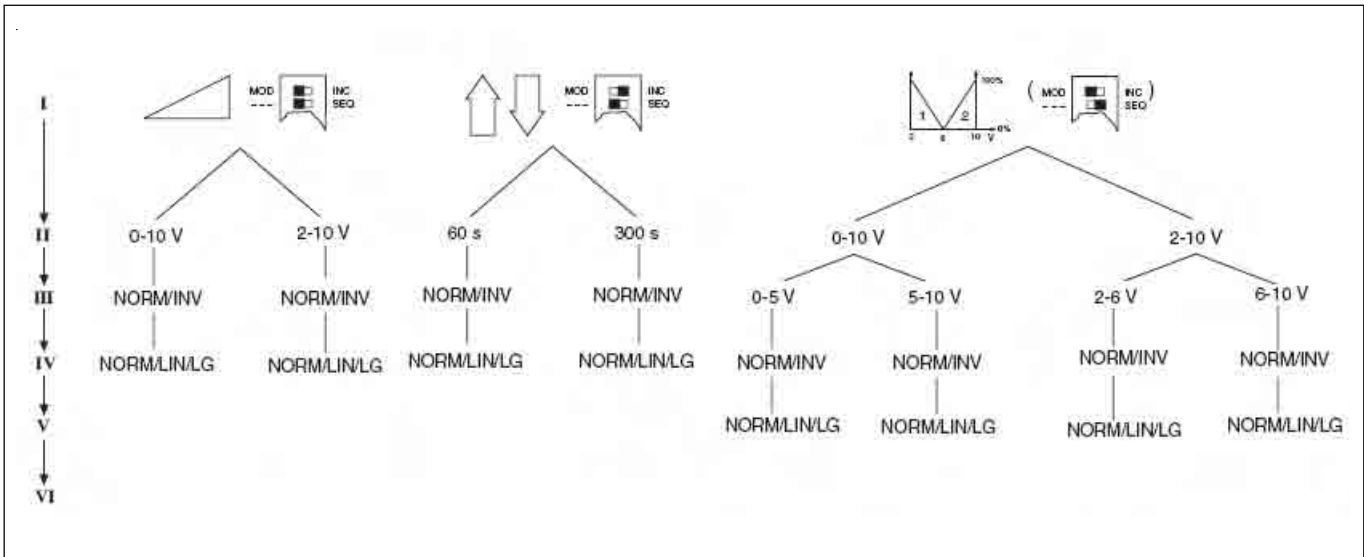 I
MOD INC
---- SEQ
MOD INC
---- SEQ
100%
1 2
0%
2 6 10 V
( MOD INC )
---- SEQ
II
0-10 V
2-10 V
60 s
300 s
0-10 V
2-10 V
III
NORM/INV
NORM/INV
NORM/INV
NORM/INV
0-5 V
5-10 V
2-6 V
6-10 V
IV
NORM/LIN/LG
NORM/LIN/LG
NORM/LIN/LG
NORM/LIN/LG
NORM/INV
NORM/INV
NORM/INV
NORM/INV
V
NORM/LIN/LG
NORM/LIN/LG
NORM/LIN/LG
NORM/LIN/LG
VI